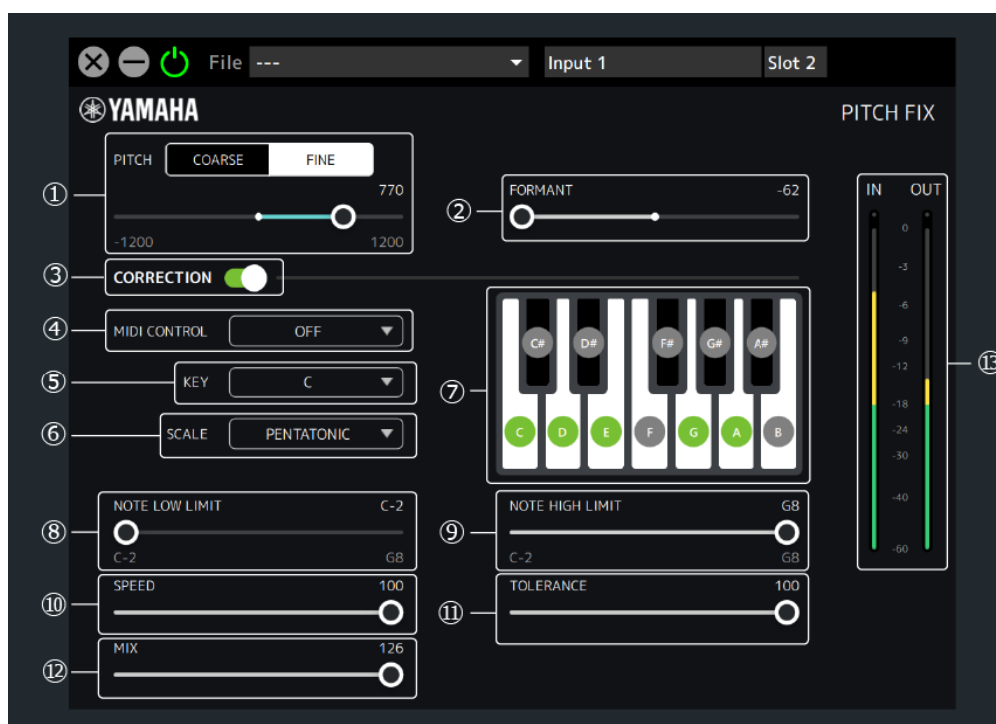 File --- Input 1 Slot 2
YAMAHA PITCH FIX
① PITCH COARSE FINE
770
-1200 1200
② FORMANT -62
③ CORRECTION
④ MIDI CONTROL OFF
⑤ KEY C
⑥ SCALE PENTATONIC
⑦
C# D# F# G# A#
C D E F G A B
⑧ NOTE LOW LIMIT C-2
C-2 G8
⑨ NOTE HIGH LIMIT G8
C-2 G8
⑩ SPEED 100
⑪ TOLERANCE 100
⑫ MIX 126
⑬
IN OUT
0
-3
-6
-9
-12
-18
-24
-30
-40
-60